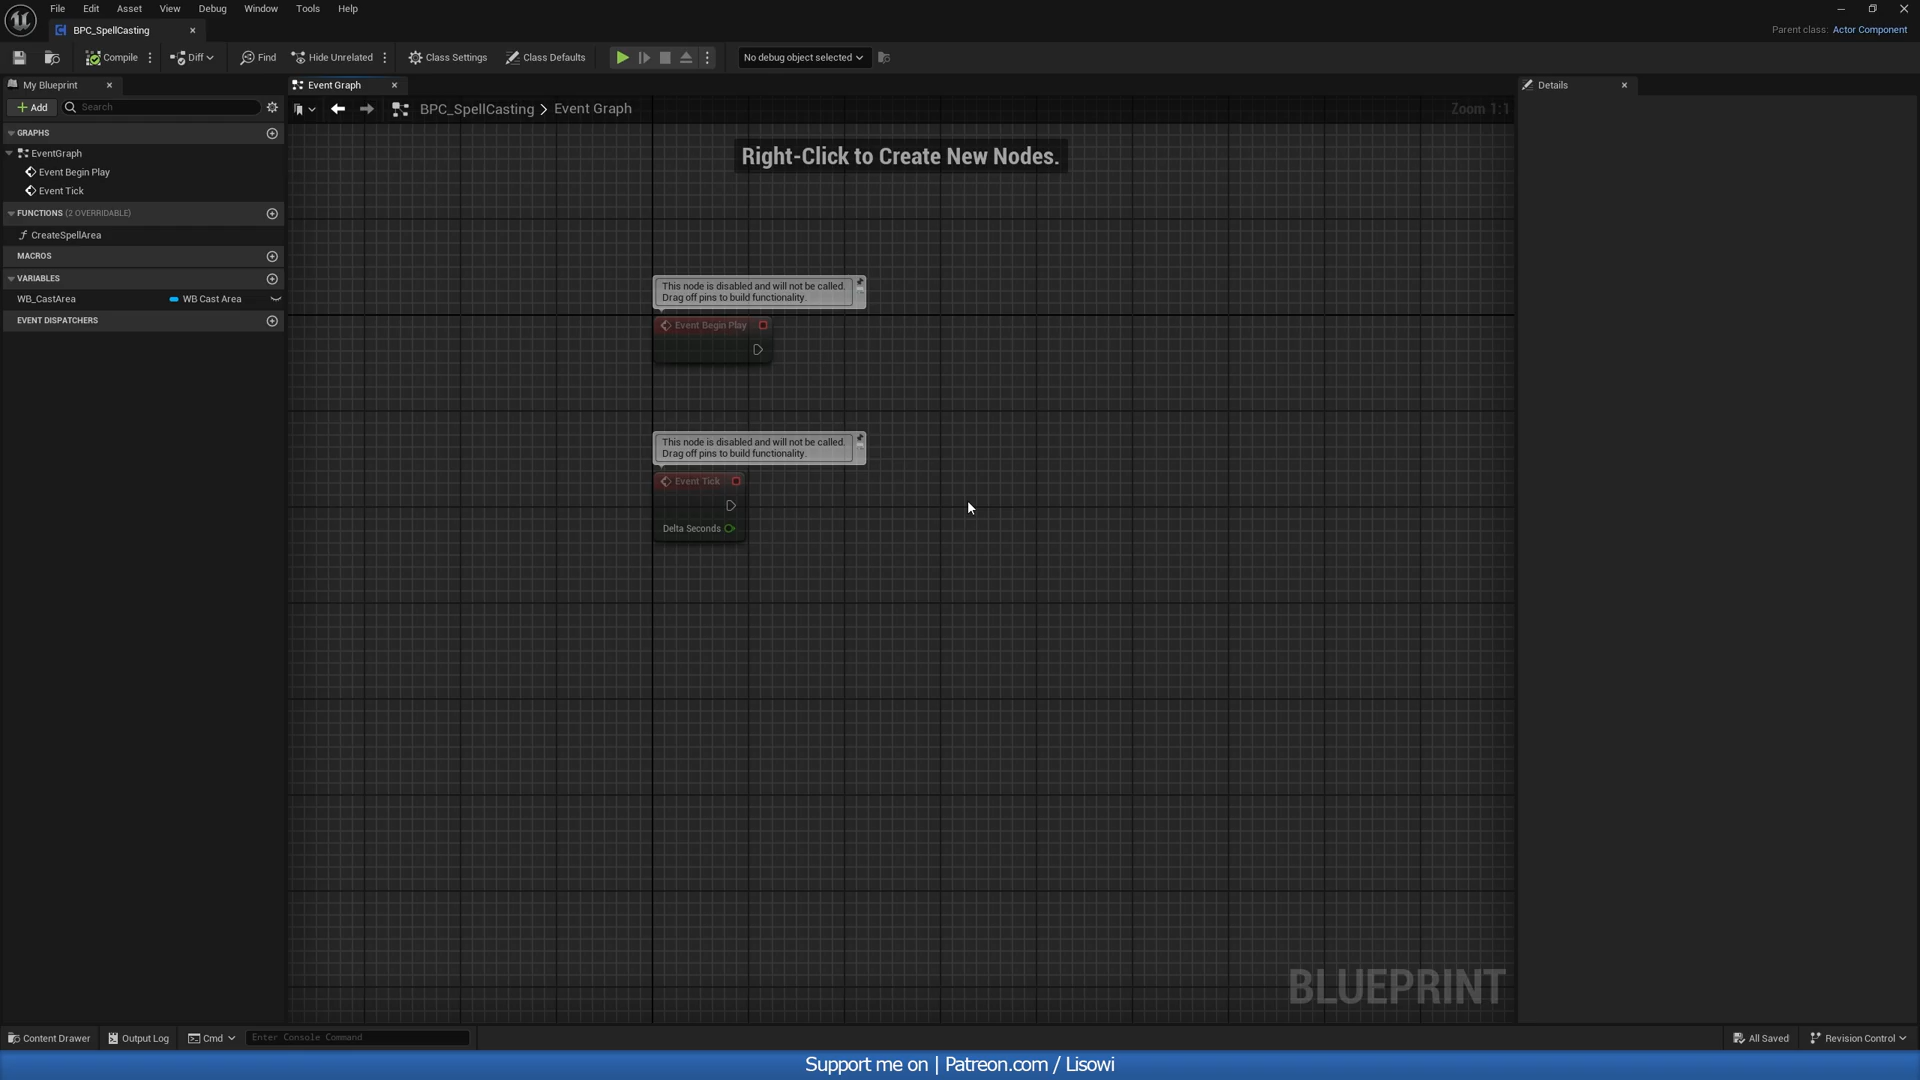 File Edit Asset View Debug Window Tools Help
BPC_SpellCasting
Parent class: Actor Component
Compile Diff Find Hide Unrelated Class Settings Class Defaults No debug object selected
My Blueprint
Event Graph
Details
Add Search
BPC_SpellCasting > Event Graph
Zoom 1:1
GRAPHS
EventGraph
Event Begin Play
Event Tick
FUNCTIONS (2 OVERRIDABLE)
CreateSpellArea
MACROS
VARIABLES
WB_CastArea WB Cast Area
EVENT DISPATCHERS
Right-Click to Create New Nodes.
This node is disabled and will not be called.
Drag off pins to build functionality.
Event Begin Play
This node is disabled and will not be called.
Drag off pins to build functionality.
Event Tick
Delta Seconds
BLUEPRINT
Content Drawer Output Log Cmd Enter Console Command All Saved Revision Control
Support me on | Patreon.com / Lisowi